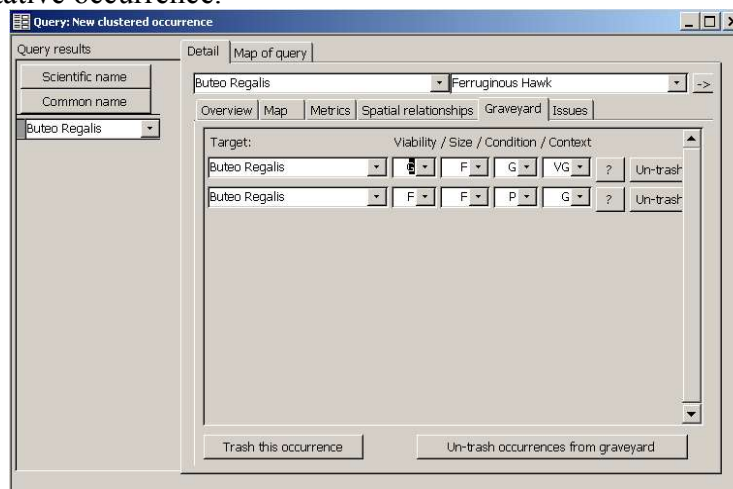 ative occurrence.
Query: New clustered occurrence
Query results
Detail Map of query
Scientific name
Common name
Buteo Regalis
Buteo Regalis Ferruginous Hawk ->
Overview Map Metrics Spatial relationships Graveyard Issues
Target: Viability / Size / Condition / Context
Buteo Regalis G F G VG ? Un-trash
Buteo Regalis F F P G ? Un-trash
Trash this occurrence Un-trash occurrences from graveyard